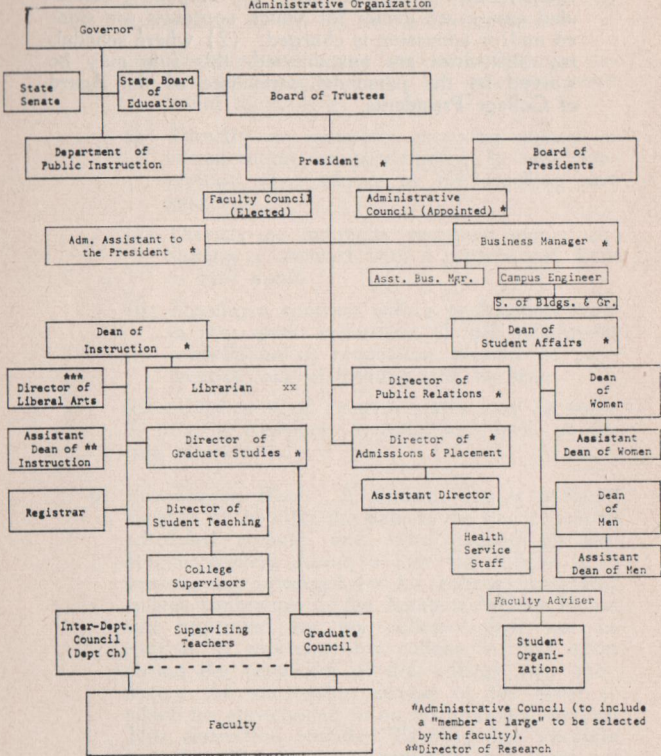 Administrative Organization
Governor
State
Senate
State Board
of
Education
Board of Trustees
Department of
Public Instruction
President *
Board of
Presidents
Faculty Council
(Elected)
Administrative
Council (Appointed) *
Adm. Assistant to
the President *
Business Manager *
Asst. Bus. Mgr.
Campus Engineer
S. of Bldgs. & Gr.
Dean of
Instruction *
Dean of
Student Affairs *
***
Director of
Liberal Arts
Librarian xx
Director of
Public Relations *
Dean
of
Women
Assistant
Dean of **
Instruction
Director of
Graduate Studies *
Director of *
Admissions & Placement
Assistant
Dean of Women
Assistant Director
Registrar
Director of
Student Teaching
Dean
of
Men
Health
Service
Staff
Assistant
Dean of Men
College
Supervisors
Faculty Adviser
Inter-Dept.
Council
(Dept Ch)
Supervising
Teachers
Graduate
Council
Student
Organi-
zations
Faculty
*Administrative Council (to include
a "member at large" to be selected
by the faculty).
**Director of Research